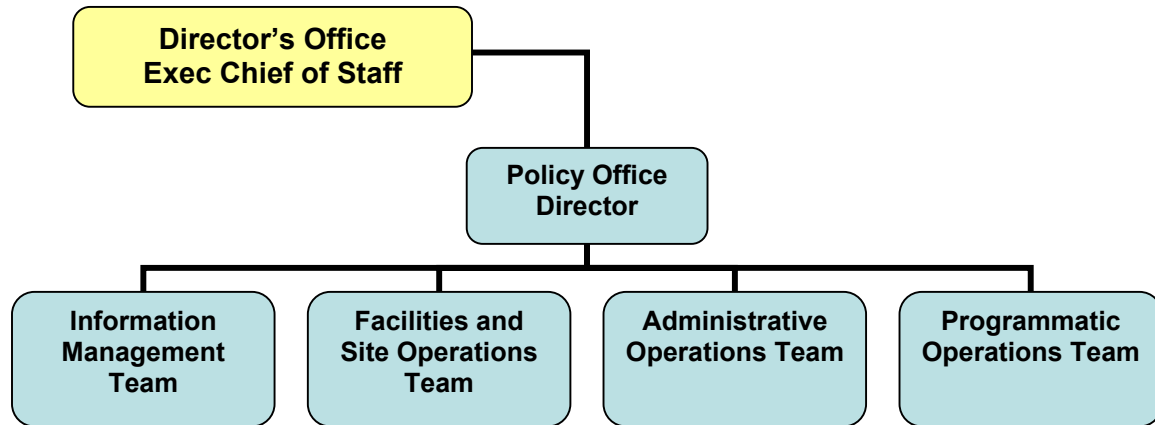 Director’s Office
Exec Chief of Staff
Policy Office
Director
Information
Management
Team
Facilities and
Site Operations
Team
Administrative
Operations Team
Programmatic
Operations Team